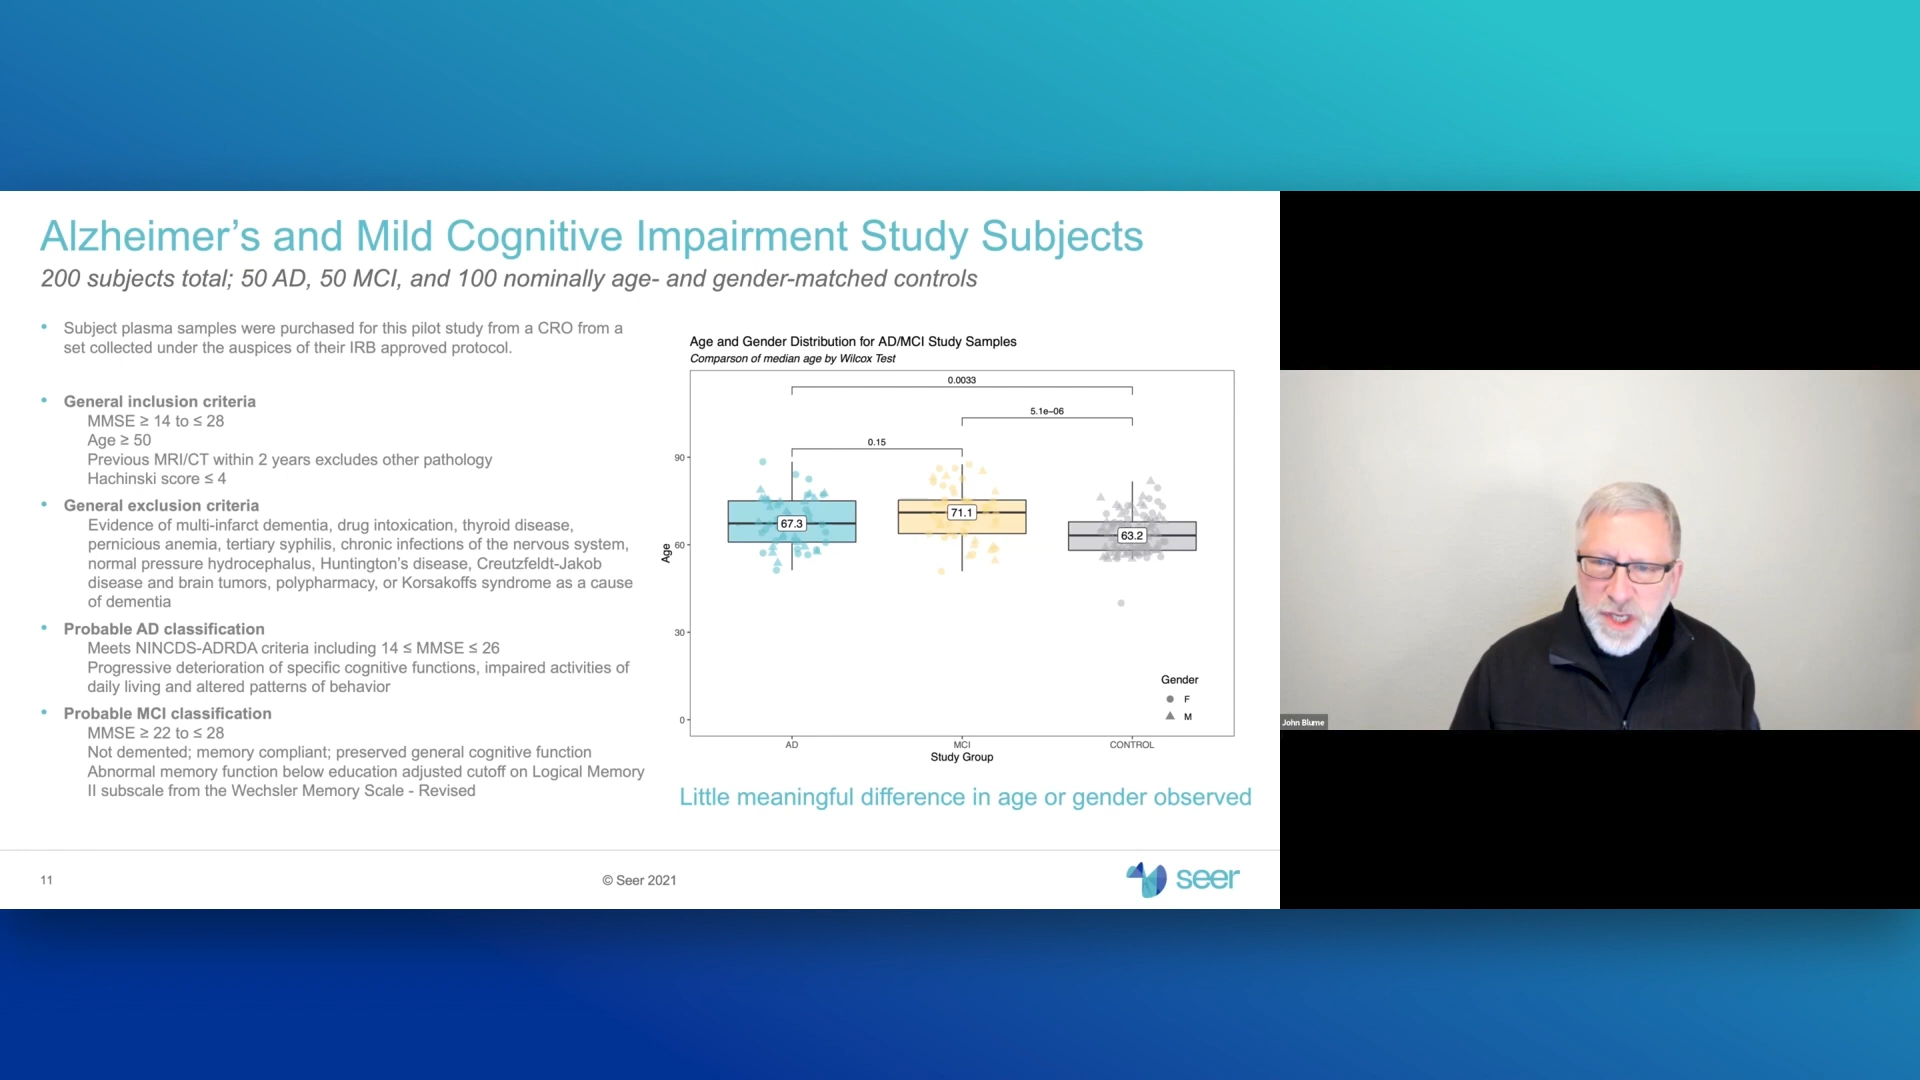 Alzheimer’s and Mild Cognitive Impairment Study Subjects
200 subjects total; 50 AD, 50 MCI, and 100 nominally age- and gender-matched controls
• Subject plasma samples were purchased for this pilot study from a CRO from a
set collected under the auspices of their IRB approved protocol.
• General inclusion criteria
MMSE ≥ 14 to ≤ 28
Age ≥ 50
Previous MRI/CT within 2 years excludes other pathology
Hachinski score ≤ 4
• General exclusion criteria
Evidence of multi-infarct dementia, drug intoxication, thyroid disease,
pernicious anemia, tertiary syphilis, chronic infections of the nervous system,
normal pressure hydrocephalus, Huntington’s disease, Creutzfeldt-Jakob
disease and brain tumors, polypharmacy, or Korsakoffs syndrome as a cause
of dementia
• Probable AD classification
Meets NINCDS-ADRDA criteria including 14 ≤ MMSE ≤ 26
Progressive deterioration of specific cognitive functions, impaired activities of
daily living and altered patterns of behavior
• Probable MCI classification
MMSE ≥ 22 to ≤ 28
Not demented; memory compliant; preserved general cognitive function
Abnormal memory function below education adjusted cutoff on Logical Memory
II subscale from the Wechsler Memory Scale - Revised
Age and Gender Distribution for AD/MCI Study Samples
Comparson of median age by Wilcox Test
0.0033
5.1e−06
0.15
90
60
30
0
Age
67.3
71.1
63.2
Gender
F
M
AD MCI CONTROL
Study Group
Little meaningful difference in age or gender observed
11
© Seer 2021
seer
John Blume